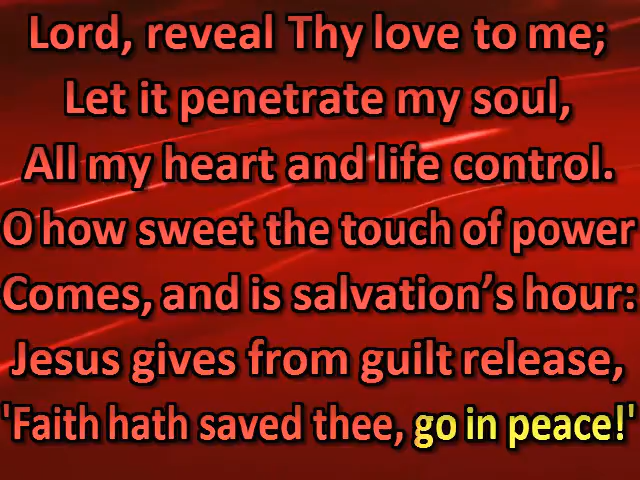 Lord, reveal Thy love to me;
Let it penetrate my soul,
All my heart and life control.
O how sweet the touch of power
Comes, and is salvation’s hour:
Jesus gives from guilt release,
'Faith hath saved thee, go in peace!'